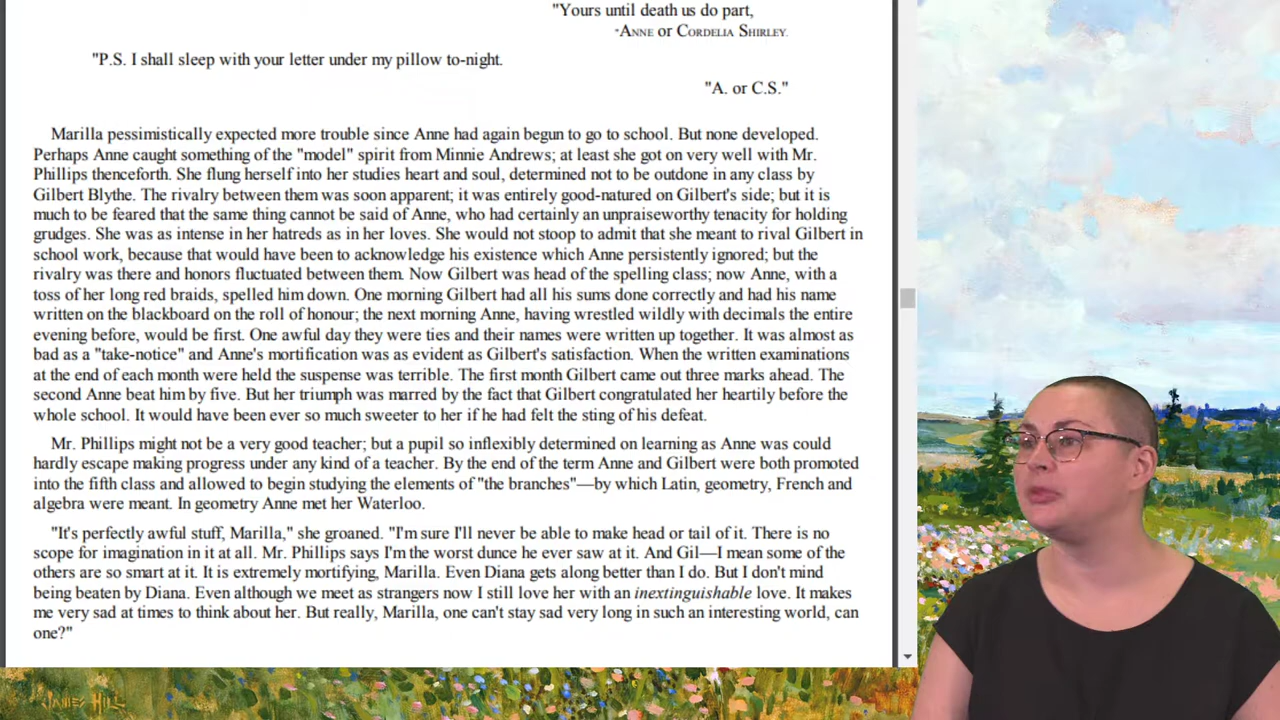 "Yours until death us do part,
"ANNE or CORDELIA SHIRLEY.
"P.S. I shall sleep with your letter under my pillow to-night.
"A. or C.S."
Marilla pessimistically expected more trouble since Anne had again begun to go to school. But none developed.
Perhaps Anne caught something of the "model" spirit from Minnie Andrews; at least she got on very well with Mr.
Phillips thenceforth. She flung herself into her studies heart and soul, determined not to be outdone in any class by
Gilbert Blythe. The rivalry between them was soon apparent; it was entirely good-natured on Gilbert's side; but it is
much to be feared that the same thing cannot be said of Anne, who had certainly an unpraiseworthy tenacity for holding
grudges. She was as intense in her hatreds as in her loves. She would not stoop to admit that she meant to rival Gilbert in
school work, because that would have been to acknowledge his existence which Anne persistently ignored; but the
rivalry was there and honors fluctuated between them. Now Gilbert was head of the spelling class; now Anne, with a
toss of her long red braids, spelled him down. One morning Gilbert had all his sums done correctly and had his name
written on the blackboard on the roll of honour; the next morning Anne, having wrestled wildly with decimals the entire
evening before, would be first. One awful day they were ties and their names were written up together. It was almost as
bad as a "take-notice" and Anne's mortification was as evident as Gilbert's satisfaction. When the written examinations
at the end of each month were held the suspense was terrible. The first month Gilbert came out three marks ahead. The
second Anne beat him by five. But her triumph was marred by the fact that Gilbert congratulated her heartily before the
whole school. It would have been ever so much sweeter to her if he had felt the sting of his defeat.
Mr. Phillips might not be a very good teacher; but a pupil so inflexibly determined on learning as Anne was could
hardly escape making progress under any kind of a teacher. By the end of the term Anne and Gilbert were both promoted
into the fifth class and allowed to begin studying the elements of "the branches"—by which Latin, geometry, French and
algebra were meant. In geometry Anne met her Waterloo.
"It's perfectly awful stuff, Marilla," she groaned. "I'm sure I'll never be able to make head or tail of it. There is no
scope for imagination in it at all. Mr. Phillips says I'm the worst dunce he ever saw at it. And Gil—I mean some of the
others are so smart at it. It is extremely mortifying, Marilla. Even Diana gets along better than I do. But I don't mind
being beaten by Diana. Even although we meet as strangers now I still love her with an inextinguishable love. It makes
me very sad at times to think about her. But really, Marilla, one can't stay sad very long in such an interesting world, can
one?"
JAMES HILL